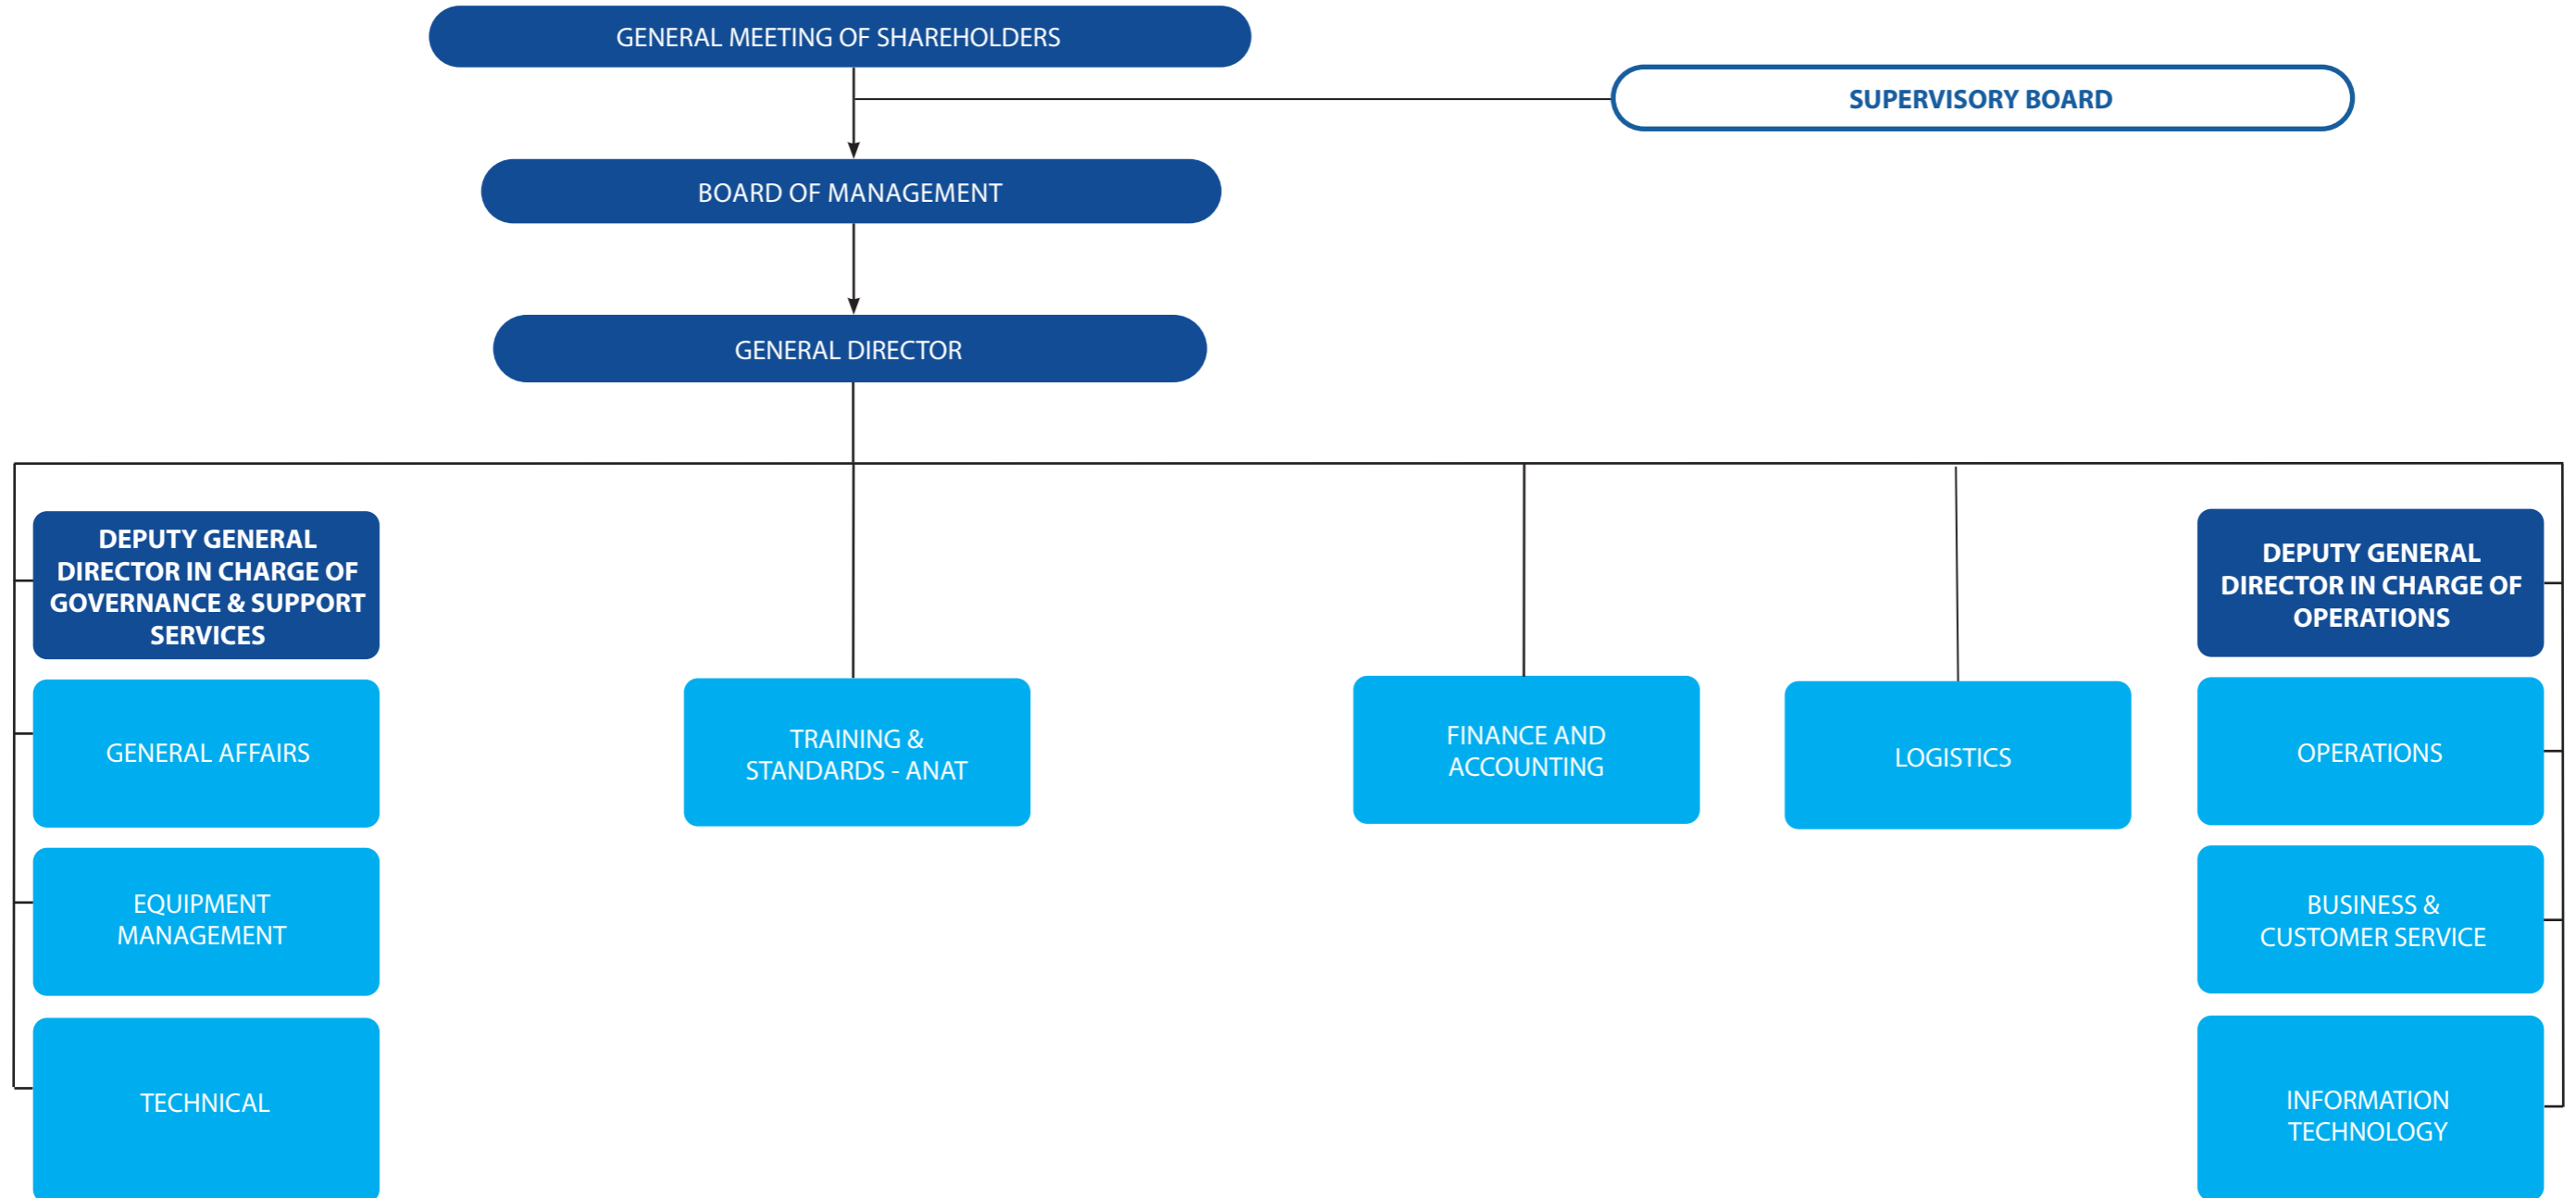 GENERAL MEETING OF SHAREHOLDERS
SUPERVISORY BOARD
BOARD OF MANAGEMENT
GENERAL DIRECTOR
DEPUTY GENERAL
DIRECTOR IN CHARGE OF
GOVERNANCE & SUPPORT
SERVICES
GENERAL AFFAIRS
EQUIPMENT
MANAGEMENT
TECHNICAL
TRAINING &
STANDARDS - ANAT
FINANCE AND
ACCOUNTING
LOGISTICS
DEPUTY GENERAL
DIRECTOR IN CHARGE OF
OPERATIONS
OPERATIONS
BUSINESS &
CUSTOMER SERVICE
INFORMATION
TECHNOLOGY